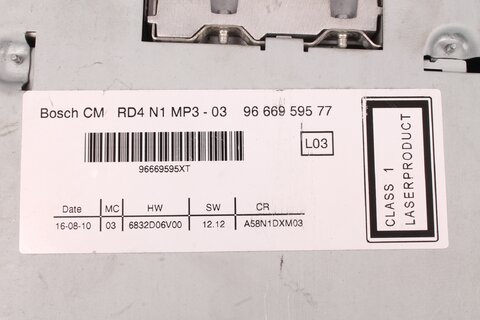 Bosch CM RD4 N1 MP3 - 03 96 669 595 77
96669595XT
L03
Date MC HW SW CR
16-08-10 03 6832D06V00 12.12 A58N1DXM03
CLASS 1
LASERPRODUCT